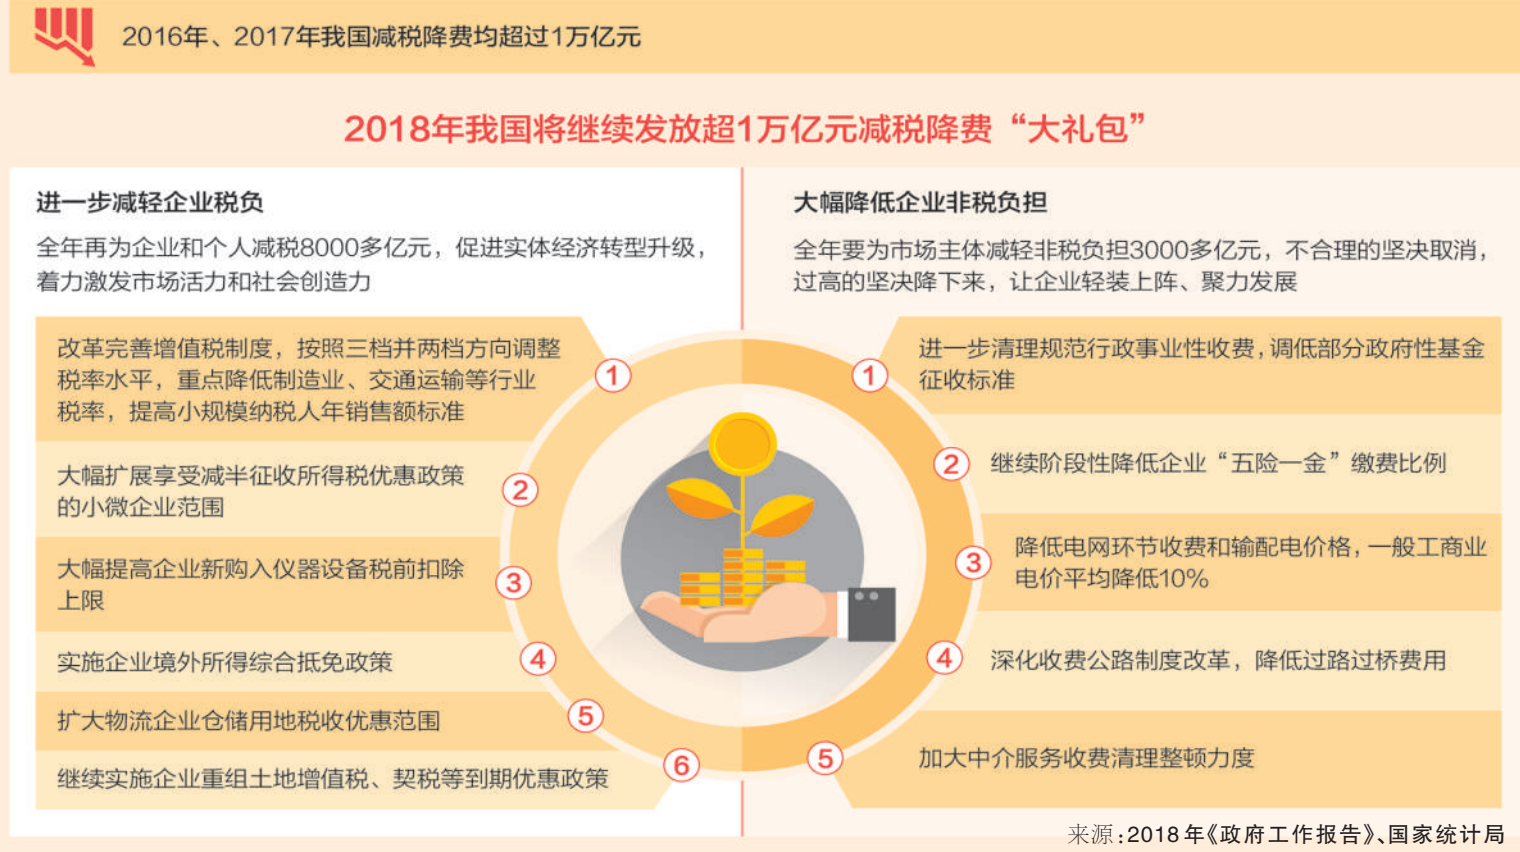 2016年、2017年我国减税降费均超过1万亿元
2018年我国将继续发放超1万亿元减税降费“大礼包”
进一步减轻企业税负
全年再为企业和个人减税8000多亿元，促进实体经济转型升级，
着力激发市场活力和社会创造力
改革完善增值税制度，按照三档并两档方向调整
税率水平，重点降低制造业、交通运输等行业
税率，提高小规模纳税人年销售额标准
①
大幅扩展享受减半征收所得税优惠政策
的小微企业范围
②
大幅提高企业新购入仪器设备税前扣除
上限
③
实施企业境外所得综合抵免政策
④
扩大物流企业仓储用地税收优惠范围
⑤
继续实施企业重组土地增值税、契税等到期优惠政策
⑥
大幅降低企业非税负担
全年要为市场主体减轻非税负担3000多亿元，不合理的坚决取消，
过高的坚决降下来，让企业轻装上阵、聚力发展
①
进一步清理规范行政事业性收费，调低部分政府性基金
征收标准
②
继续阶段性降低企业“五险一金”缴费比例
③
降低电网环节收费和输配电价格，一般工商业
电价平均降低10%
④
深化收费公路制度改革，降低过路过桥费用
⑤
加大中介服务收费清理整顿力度
来源：2018年《政府工作报告》、国家统计局